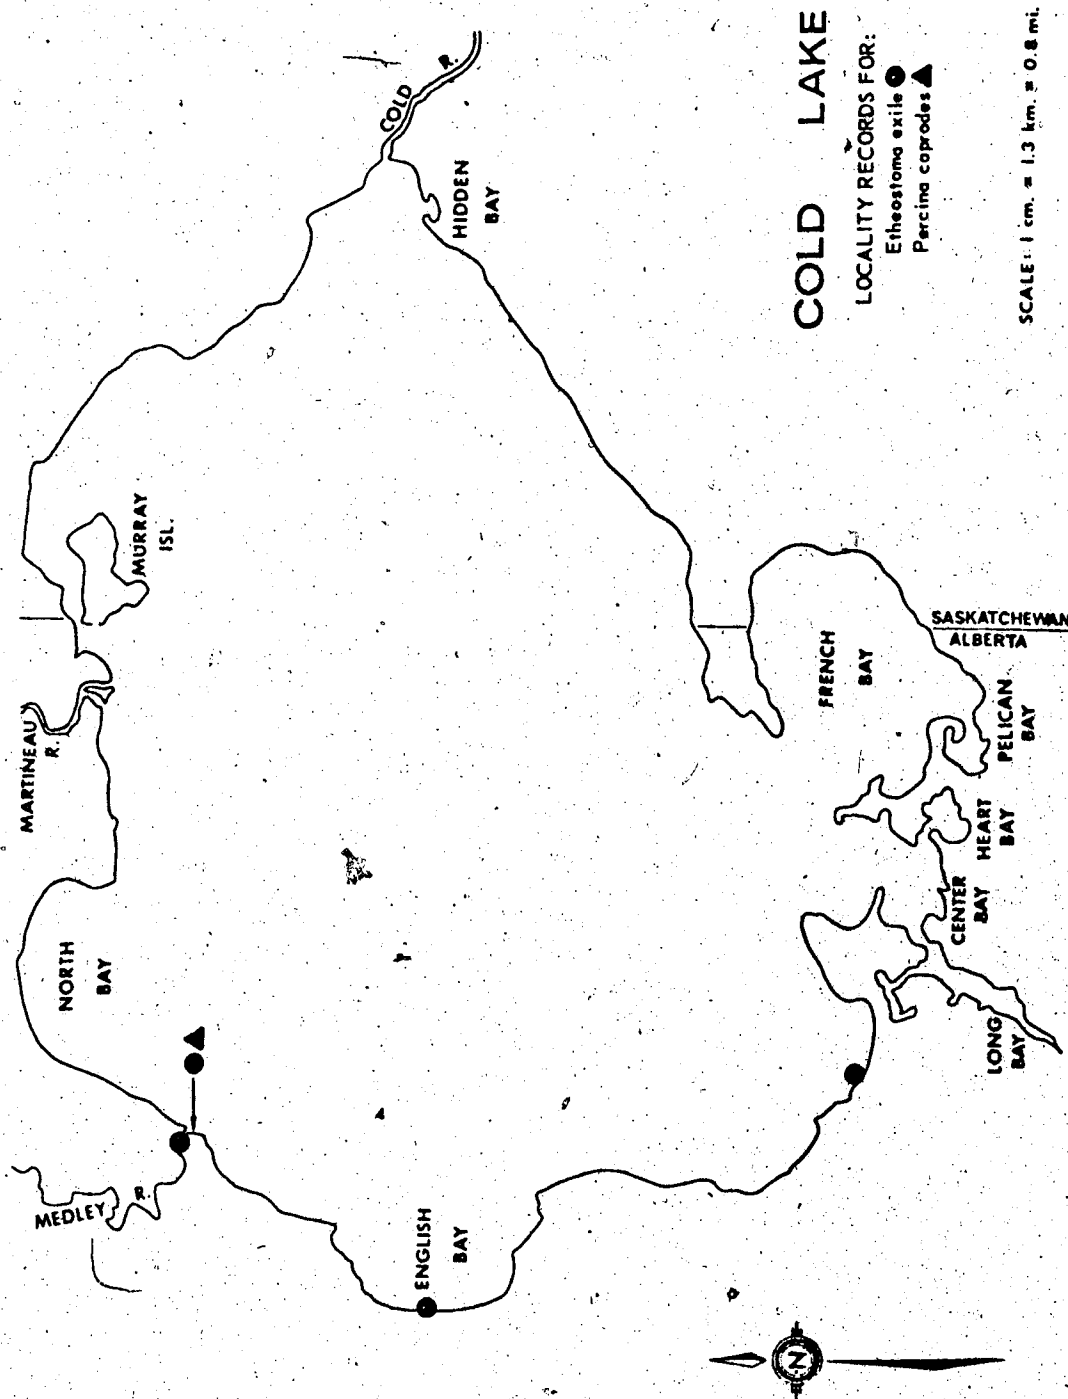 COLD LAKE
LOCALITY RECORDS FOR:
Etheostoma exile
Percina caprodes
SCALE: 1 cm. = 1.3 km. = 0.8 mi.
COLD R.
HIDDEN
BAY
MURRAY
ISL.
MARTINEAU
R.
NORTH
BAY
MEDLEY R.
ENGLISH
BAY
FRENCH
BAY
SASKATCHEWAN
ALBERTA
PELICAN
BAY
HEART
BAY
CENTER
BAY
LONG
BAY
N